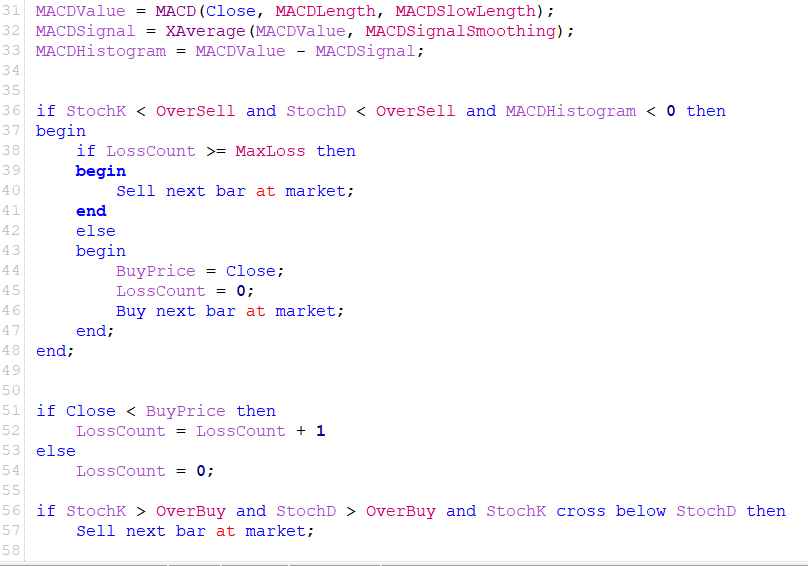 31 MACDValue = MACD(Close, MACDLength, MACDSlowLength);
32 MACDSignal = XAverage(MACDValue, MACDSignalSmoothing);
33 MACDHistogram = MACDValue - MACDSignal;
34
35
36 if StochK < OverSell and StochD < OverSell and MACDHistogram < 0 then
37 begin
38     if LossCount >= MaxLoss then
39     begin
40         Sell next bar at market;
41     end
42     else
43     begin
44         BuyPrice = Close;
45         LossCount = 0;
46         Buy next bar at market;
47     end;
48 end;
49
50
51 if Close < BuyPrice then
52     LossCount = LossCount + 1
53 else
54     LossCount = 0;
55
56 if StochK > OverBuy and StochD > OverBuy and StochK cross below StochD then
57     Sell next bar at market;
58